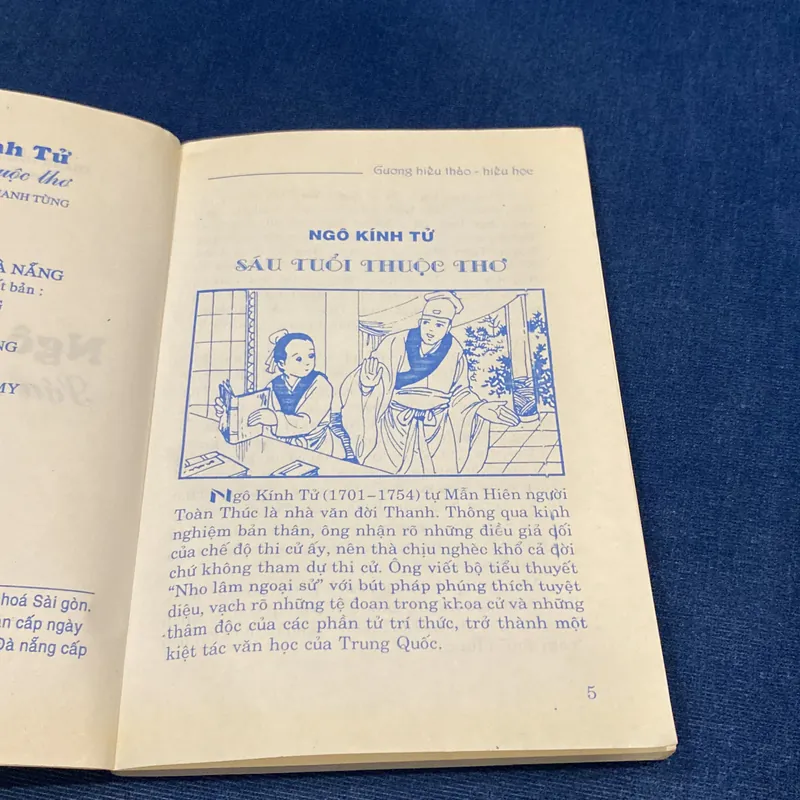 nh Tử
uộc thơ
ANH TÙNG
À NẴNG
ất bản :
NG
MY
hoá Sài gòn.
n cấp ngày
Đà nẵng cấp
Gương hiếu thảo - hiếu học
NGÔ KÍNH TỬ
SÁU TUỔI THUỘC THƠ
Ngô Kính Tử (1701–1754) tự Mẫn Hiên người
Toàn Thúc là nhà văn đời Thanh. Thông qua kinh
nghiệm bản thân, ông nhận rõ những điều giả dối
của chế độ thi cử ấy, nên thà chịu nghèo khổ cả đời
chứ không tham dự thi cử. Ông viết bộ tiểu thuyết
“Nho lâm ngoại sử” với bút pháp phúng thích tuyệt
diệu, vạch rõ những tệ đoan trong khoa cử và những
thâm độc của các phần tử trí thức, trở thành một
kiệt tác văn học của Trung Quốc.
5